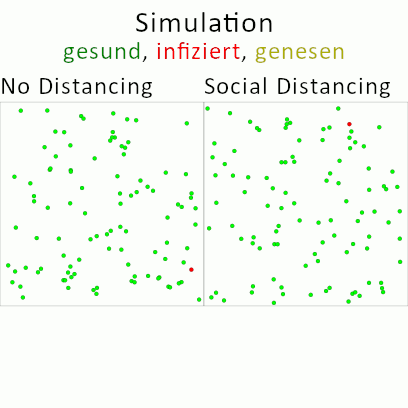 Simulation
gesund, infiziert, genesen
No Distancing
Social Distancing